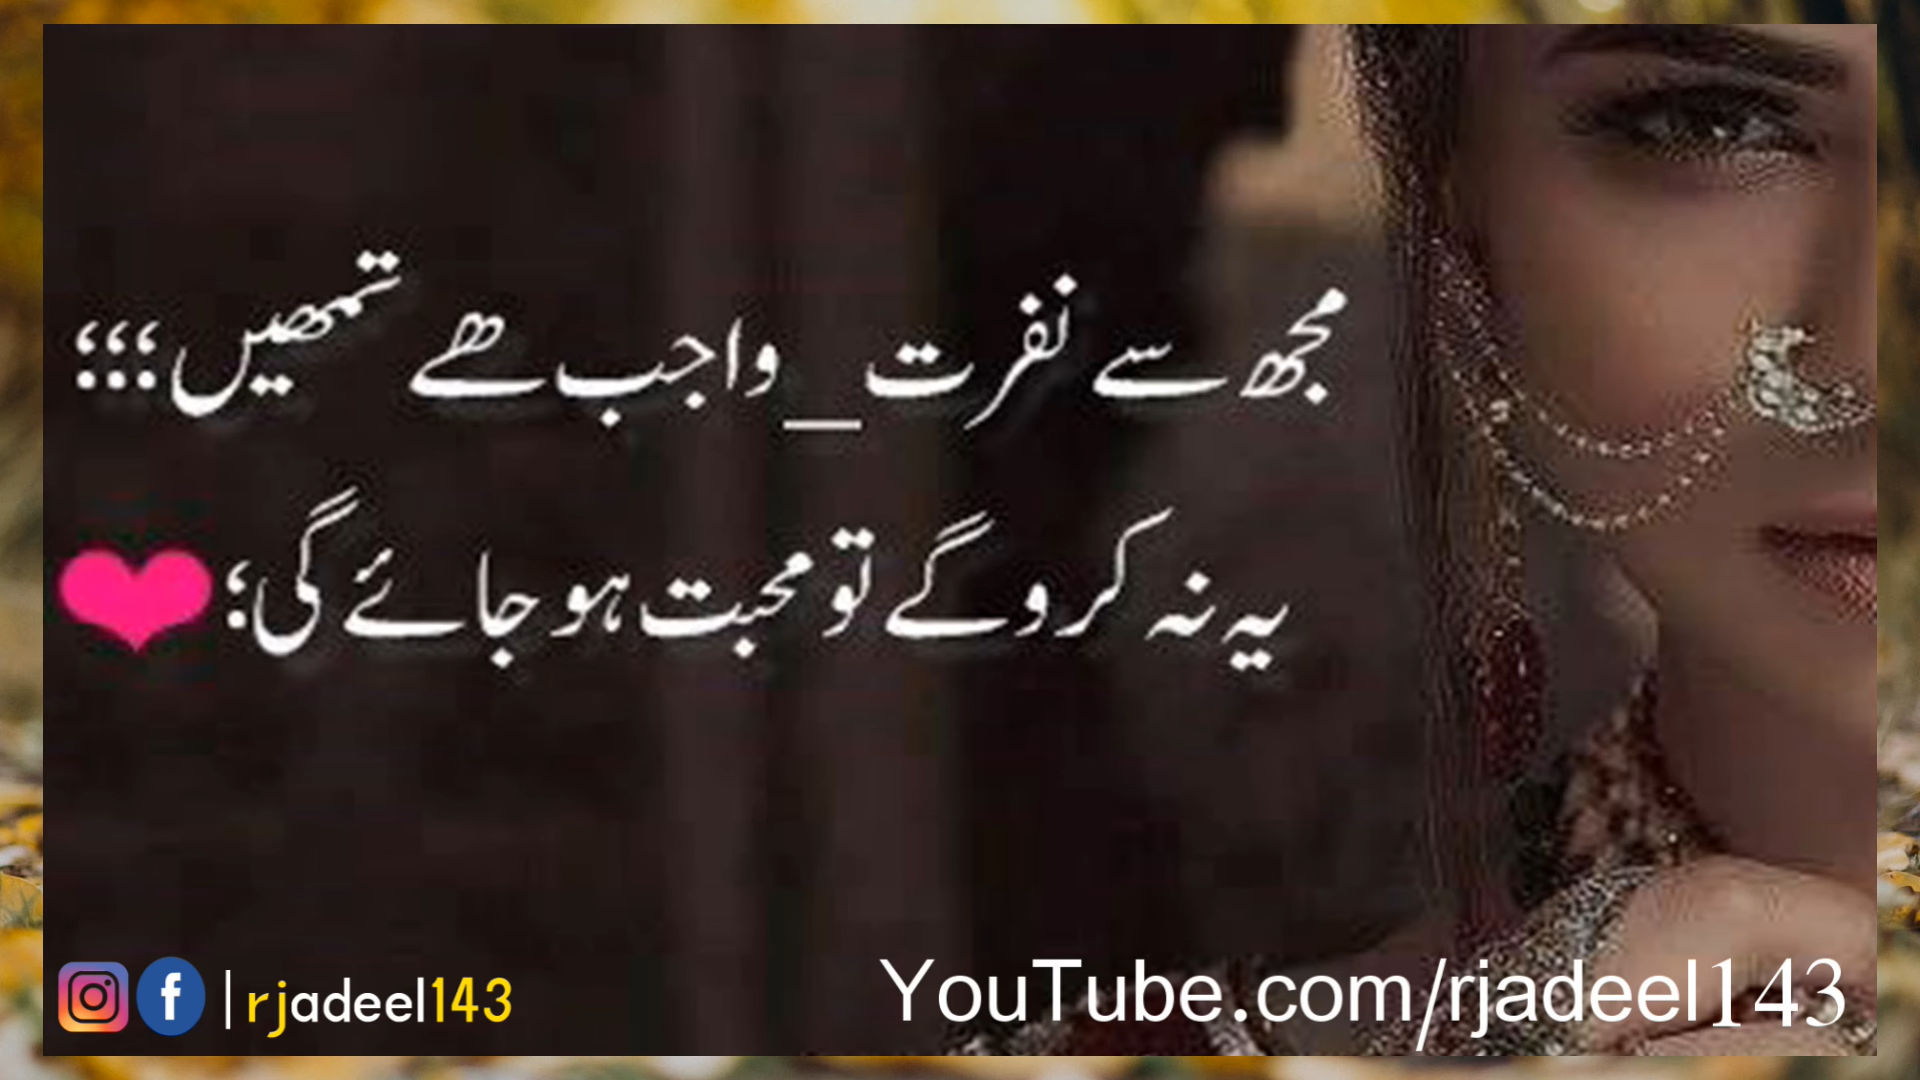 مجھ سے نفرت_واجب ھے تمھیں؛؛؛
یہ نہ کرو گے تو محبت ہو جائے گی؛
|rjadeel143
YouTube.com/rjadeel143